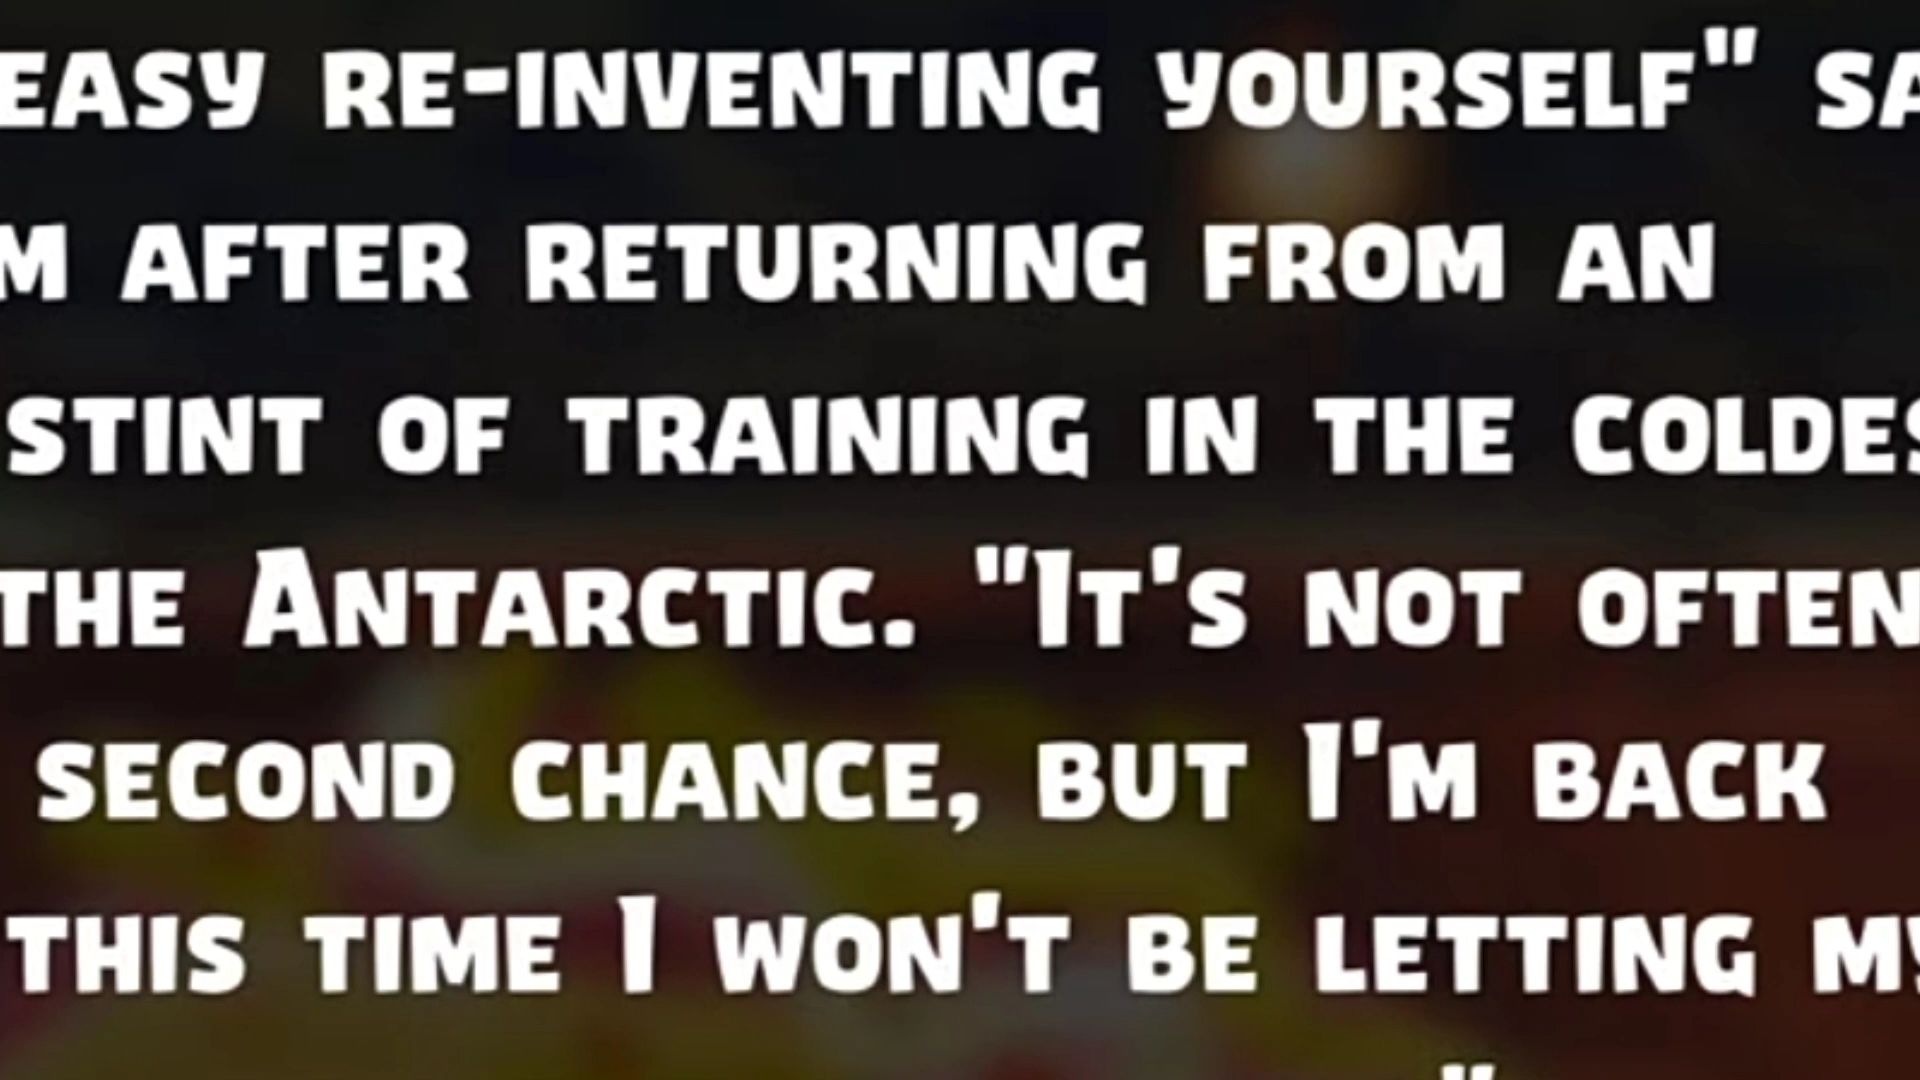 EASY RE-INVENTING YOURSELF" SA
M AFTER RETURNING FROM AN
STINT OF TRAINING IN THE COLDES
THE ANTARCTIC. "IT'S NOT OFTEN
SECOND CHANCE, BUT I'M BACK
THIS TIME I WON'T BE LETTING MY
"